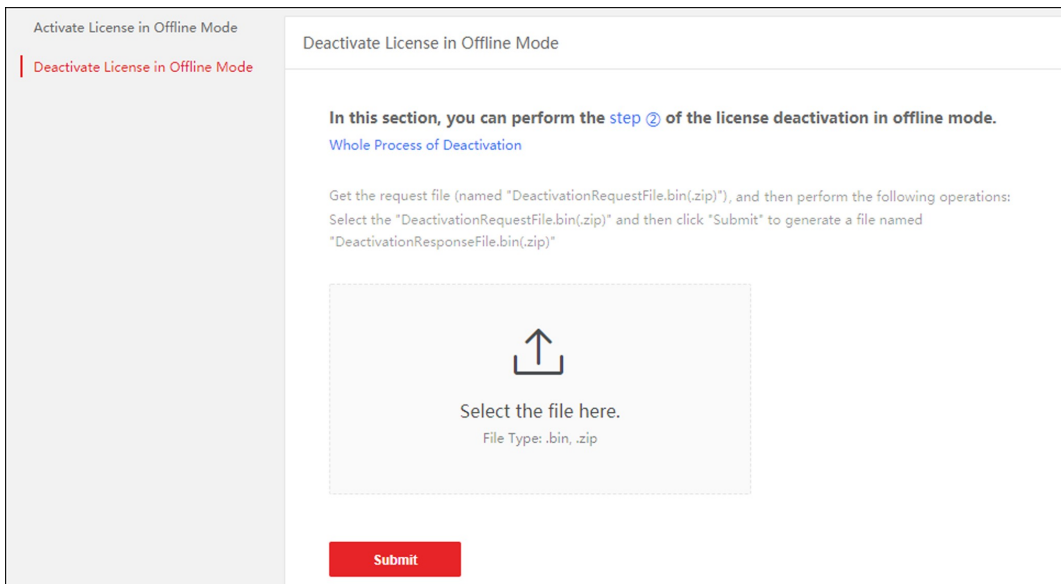 Activate License in Offline Mode
Deactivate License in Offline Mode
Deactivate License in Offline Mode
In this section, you can perform the step ② of the license deactivation in offline mode.
Whole Process of Deactivation
Get the request file (named "DeactivationRequestFile.bin(.zip)"), and then perform the following operations:
Select the "DeactivationRequestFile.bin(.zip)" and then click "Submit" to generate a file named
"DeactivationResponseFile.bin(.zip)"
Select the file here.
File Type: .bin, .zip
Submit